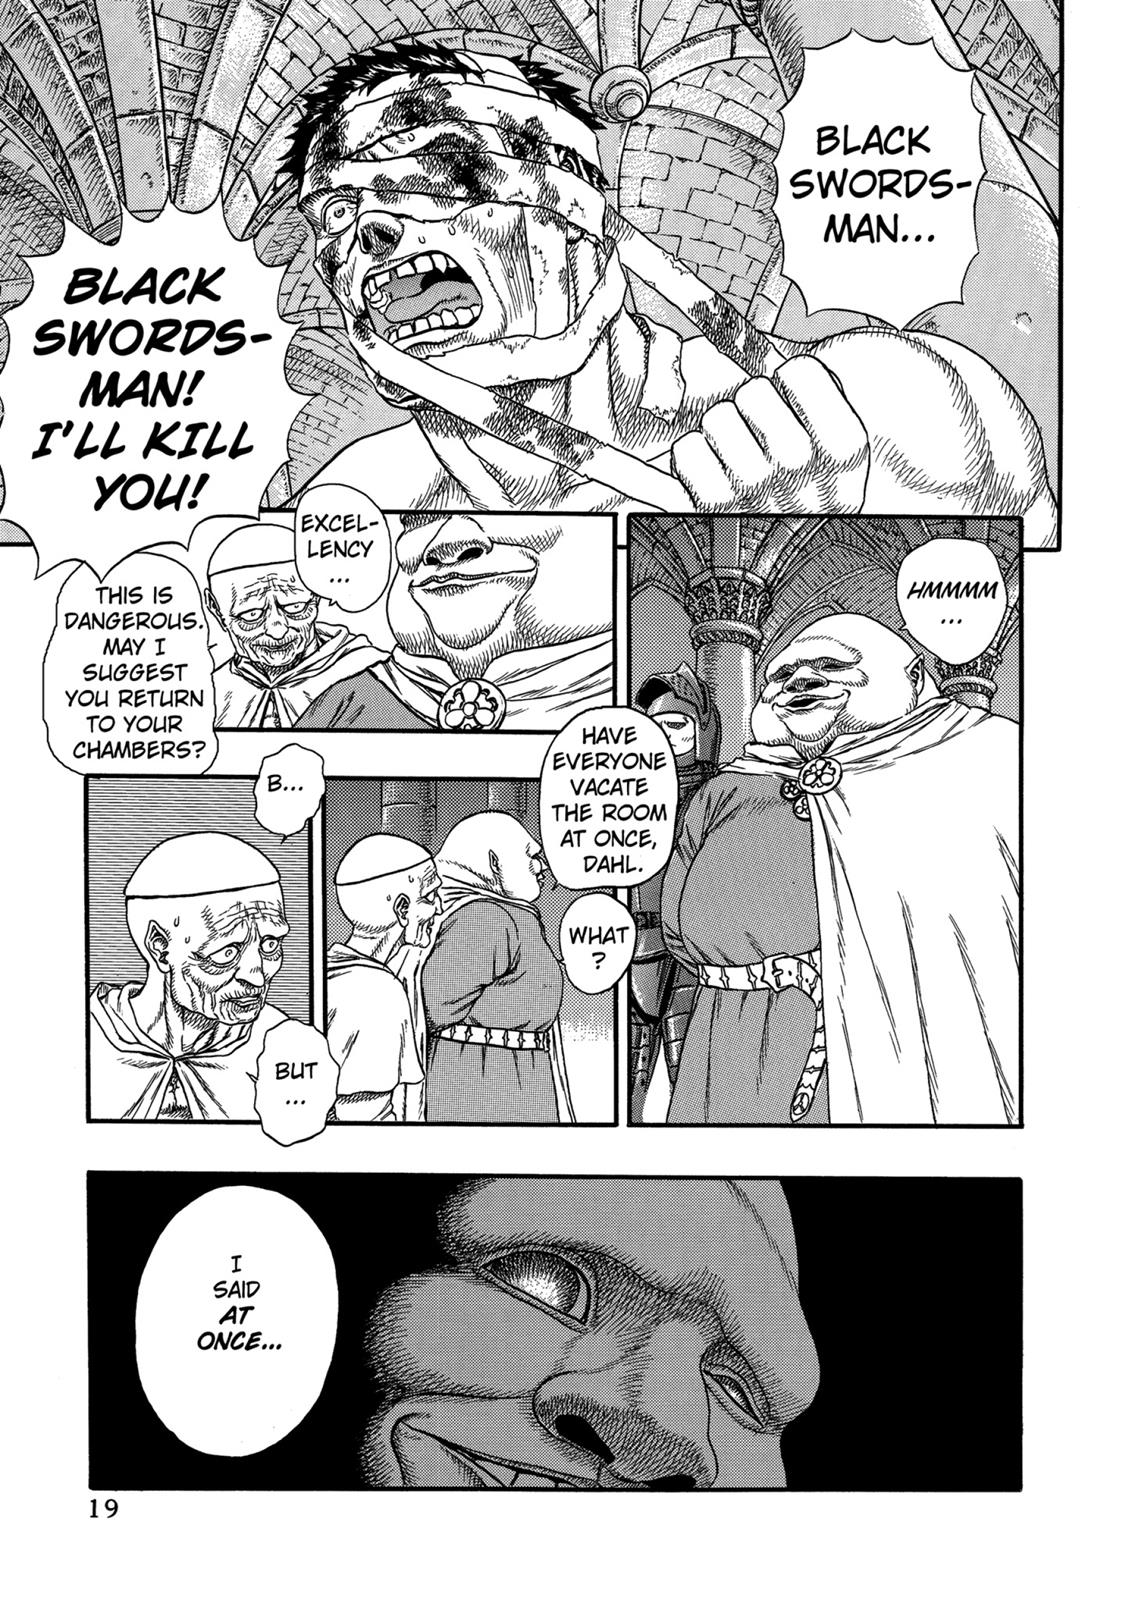 BLACK
SWORDS-
MAN...
BLACK
SWORDS-
MAN!
I'LL KILL
YOU!
HMMMM
...
HAVE
EVERYONE
VACATE
THE ROOM
AT ONCE,
DAHL.
EXCEL-
LENCY
...
THIS IS
DANGEROUS.
MAY I
SUGGEST
YOU RETURN
TO YOUR
CHAMBERS?
WHAT
?
B...
BUT
...
I
SAID
AT
ONCE...
19